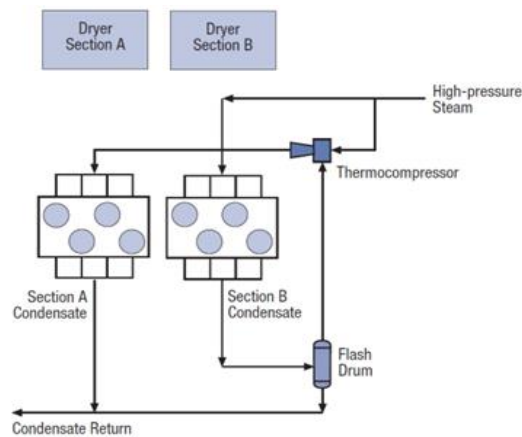 Dryer
Section A
Dryer
Section B
High-pressure
Steam
Thermocompressor
Section A
Condensate
Section B
Condensate
Flash
Drum
Condensate Return